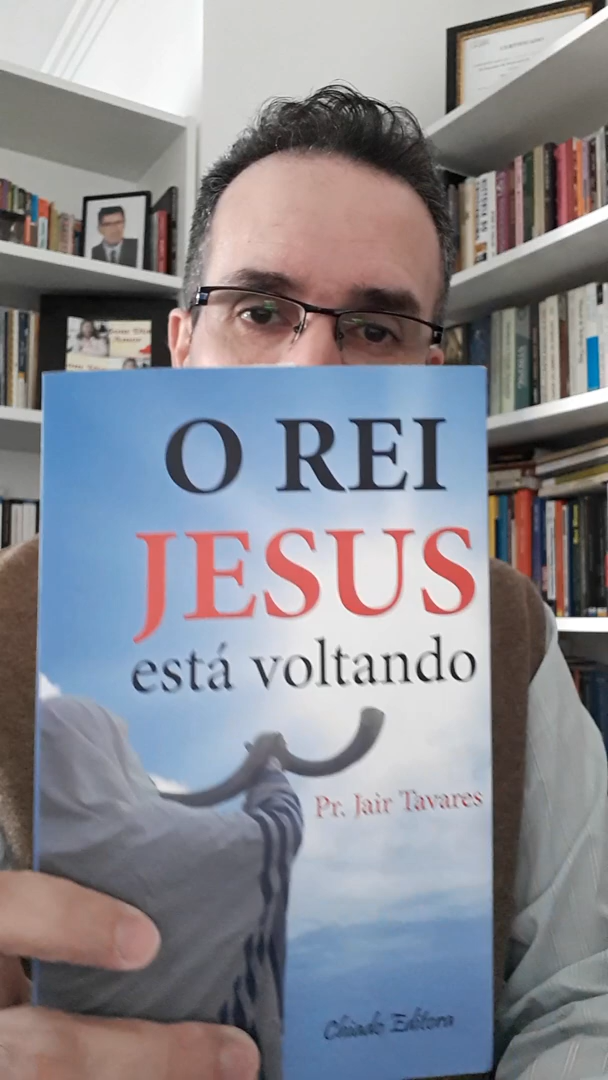 O REI
JESUS
está voltando
Pr. Jair Tavares
Chiado Editora